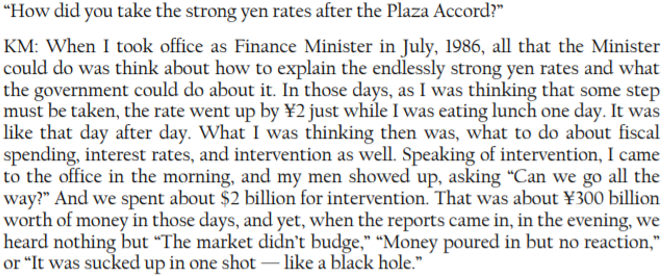 “How did you take the strong yen rates after the Plaza Accord?”
KM: When I took office as Finance Minister in July, 1986, all that the Minister
could do was think about how to explain the endlessly strong yen rates and what
the government could do about it. In those days, as I was thinking that some step
must be taken, the rate went up by ¥2 just while I was eating lunch one day. It was
like that day after day. What I was thinking then was, what to do about fiscal
spending, interest rates, and intervention as well. Speaking of intervention, I came
to the office in the morning, and my men showed up, asking “Can we go all the
way?” And we spent about $2 billion for intervention. That was about ¥300 billion
worth of money in those days, and yet, when the reports came in, in the evening, we
heard nothing but “The market didn’t budge,” “Money poured in but no reaction,”
or “It was sucked up in one shot — like a black hole.”